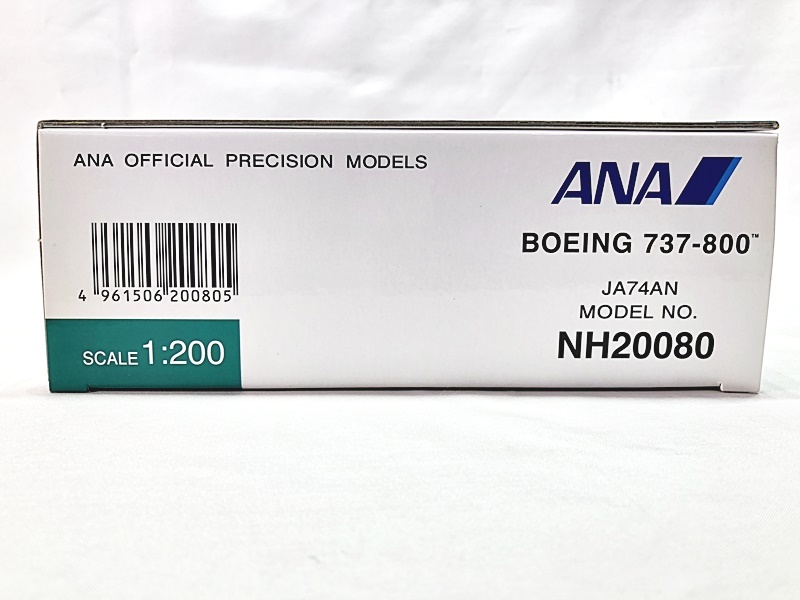 ANA OFFICIAL PRECISION MODELS
ANA
BOEING 737-800™
JA74AN
MODEL NO.
NH20080
4 961506 200805
SCALE 1:200